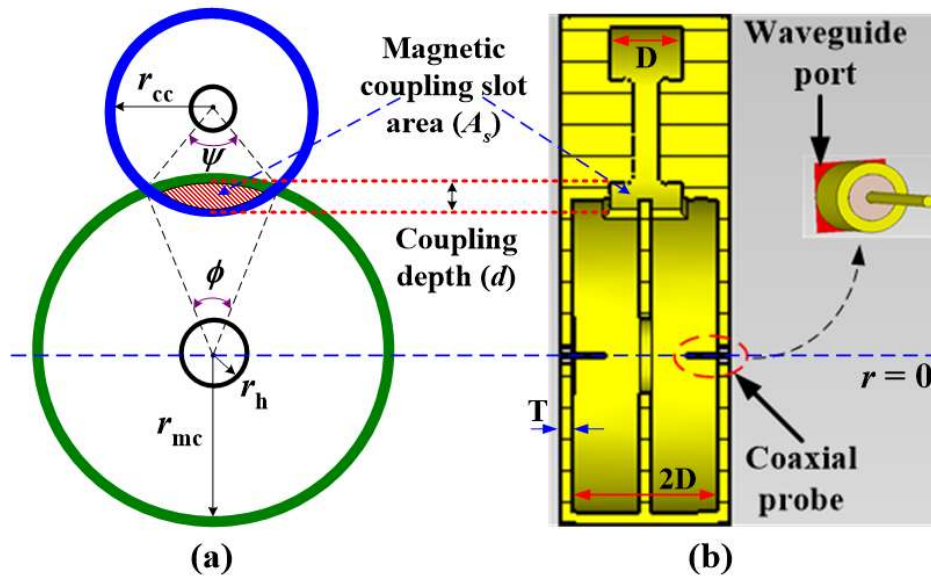 r_cc
ψ
ϕ
r_h
r_mc
(a)
Magnetic
coupling slot
area (A_s)
Coupling
depth (d)
D
T
2D
(b)
Waveguide
port
r = 0
Coaxial
probe